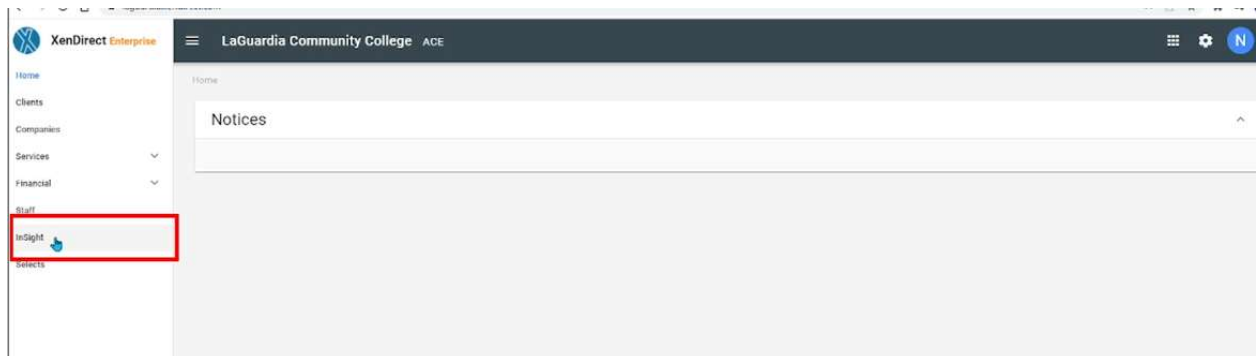 XenDirect Enterprise
LaGuardia Community College ACE
N
Home
Home
Clients
Notices
Companies
Services
Financial
Staff
InSight
Selects